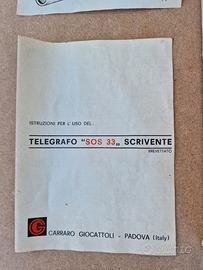 ISTRUZIONI PER L'USO DEL
TELEGRAFO "SOS 33" SCRIVENTE
BREVETTATO
G CARRARO GIOCATTOLI - PADOVA (Italy)